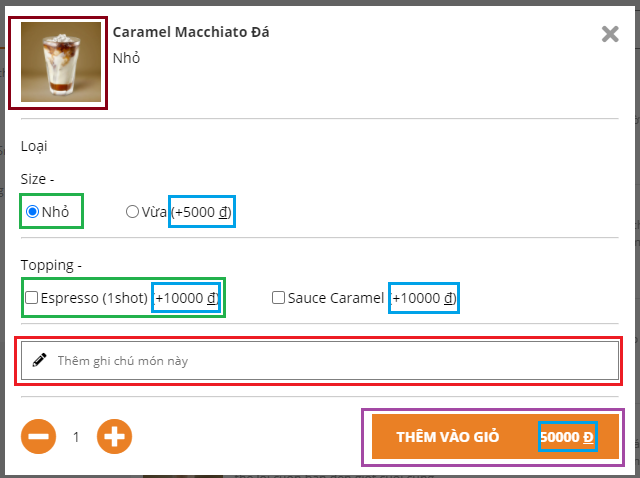 Caramel Macchiato Đá
Nhỏ
Loại
Size -
Nhỏ
Vừa (+5000 ₫)
Topping -
Espresso (1shot) (+10000 ₫)
Sauce Caramel (+10000 ₫)
Thêm ghi chú món này
1
THÊM VÀO GIỎ 50000 Đ